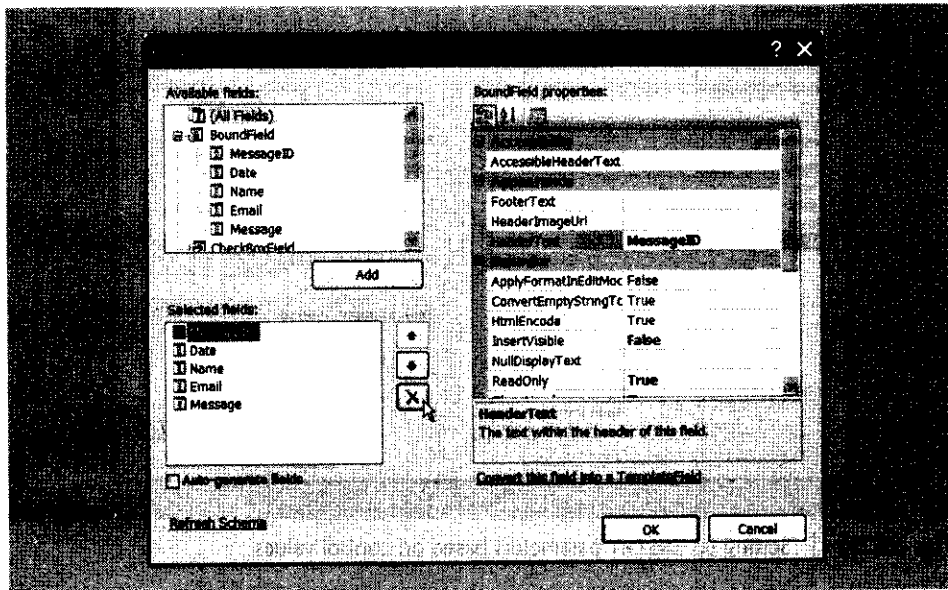 ? X
Available fields:
(All Fields)
BoundField
MessageID
Date
Name
Email
Message
CheckBoxField
Add
Selected fields:
Date
Name
Email
Message
Auto-generate fields
Refresh Schema
BoundField properties:
Accessibility
AccessibleHeaderText
Appearance
FooterText
HeaderImageUrl
HeaderText MessageID
Behavior
ApplyFormatInEditMoc False
ConvertEmptyStringTc True
HtmlEncode True
InsertVisible False
NullDisplayText
ReadOnly True
HeaderText
The text within the header of this field.
Convert this field into a TemplateField
OK
Cancel